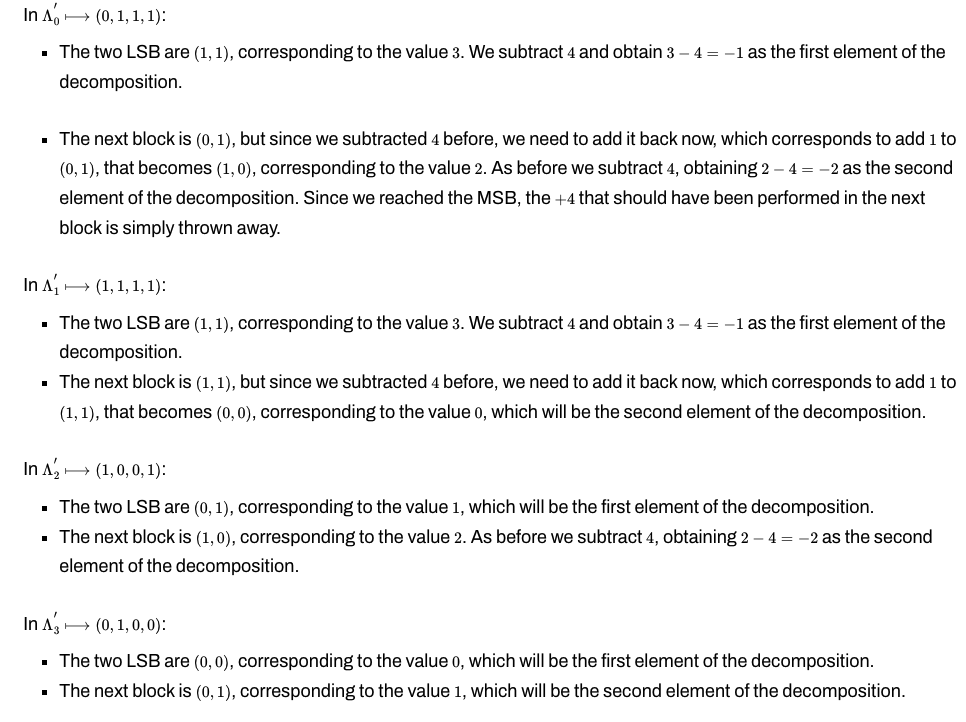 In Λ′₀ ⟼ (0, 1, 1, 1):
▪ The two LSB are (1, 1), corresponding to the value 3. We subtract 4 and obtain 3 − 4 = −1 as the first element of the
decomposition.
▪ The next block is (0, 1), but since we subtracted 4 before, we need to add it back now, which corresponds to add 1 to
(0, 1), that becomes (1, 0), corresponding to the value 2. As before we subtract 4, obtaining 2 − 4 = −2 as the second
element of the decomposition. Since we reached the MSB, the +4 that should have been performed in the next
block is simply thrown away.
In Λ′₁ ⟼ (1, 1, 1, 1):
▪ The two LSB are (1, 1), corresponding to the value 3. We subtract 4 and obtain 3 − 4 = −1 as the first element of the
decomposition.
▪ The next block is (1, 1), but since we subtracted 4 before, we need to add it back now, which corresponds to add 1 to
(1, 1), that becomes (0, 0), corresponding to the value 0, which will be the second element of the decomposition.
In Λ′₂ ⟼ (1, 0, 0, 1):
▪ The two LSB are (0, 1), corresponding to the value 1, which will be the first element of the decomposition.
▪ The next block is (1, 0), corresponding to the value 2. As before we subtract 4, obtaining 2 − 4 = −2 as the second
element of the decomposition.
In Λ′₃ ⟼ (0, 1, 0, 0):
▪ The two LSB are (0, 0), corresponding to the value 0, which will be the first element of the decomposition.
▪ The next block is (0, 1), corresponding to the value 1, which will be the second element of the decomposition.